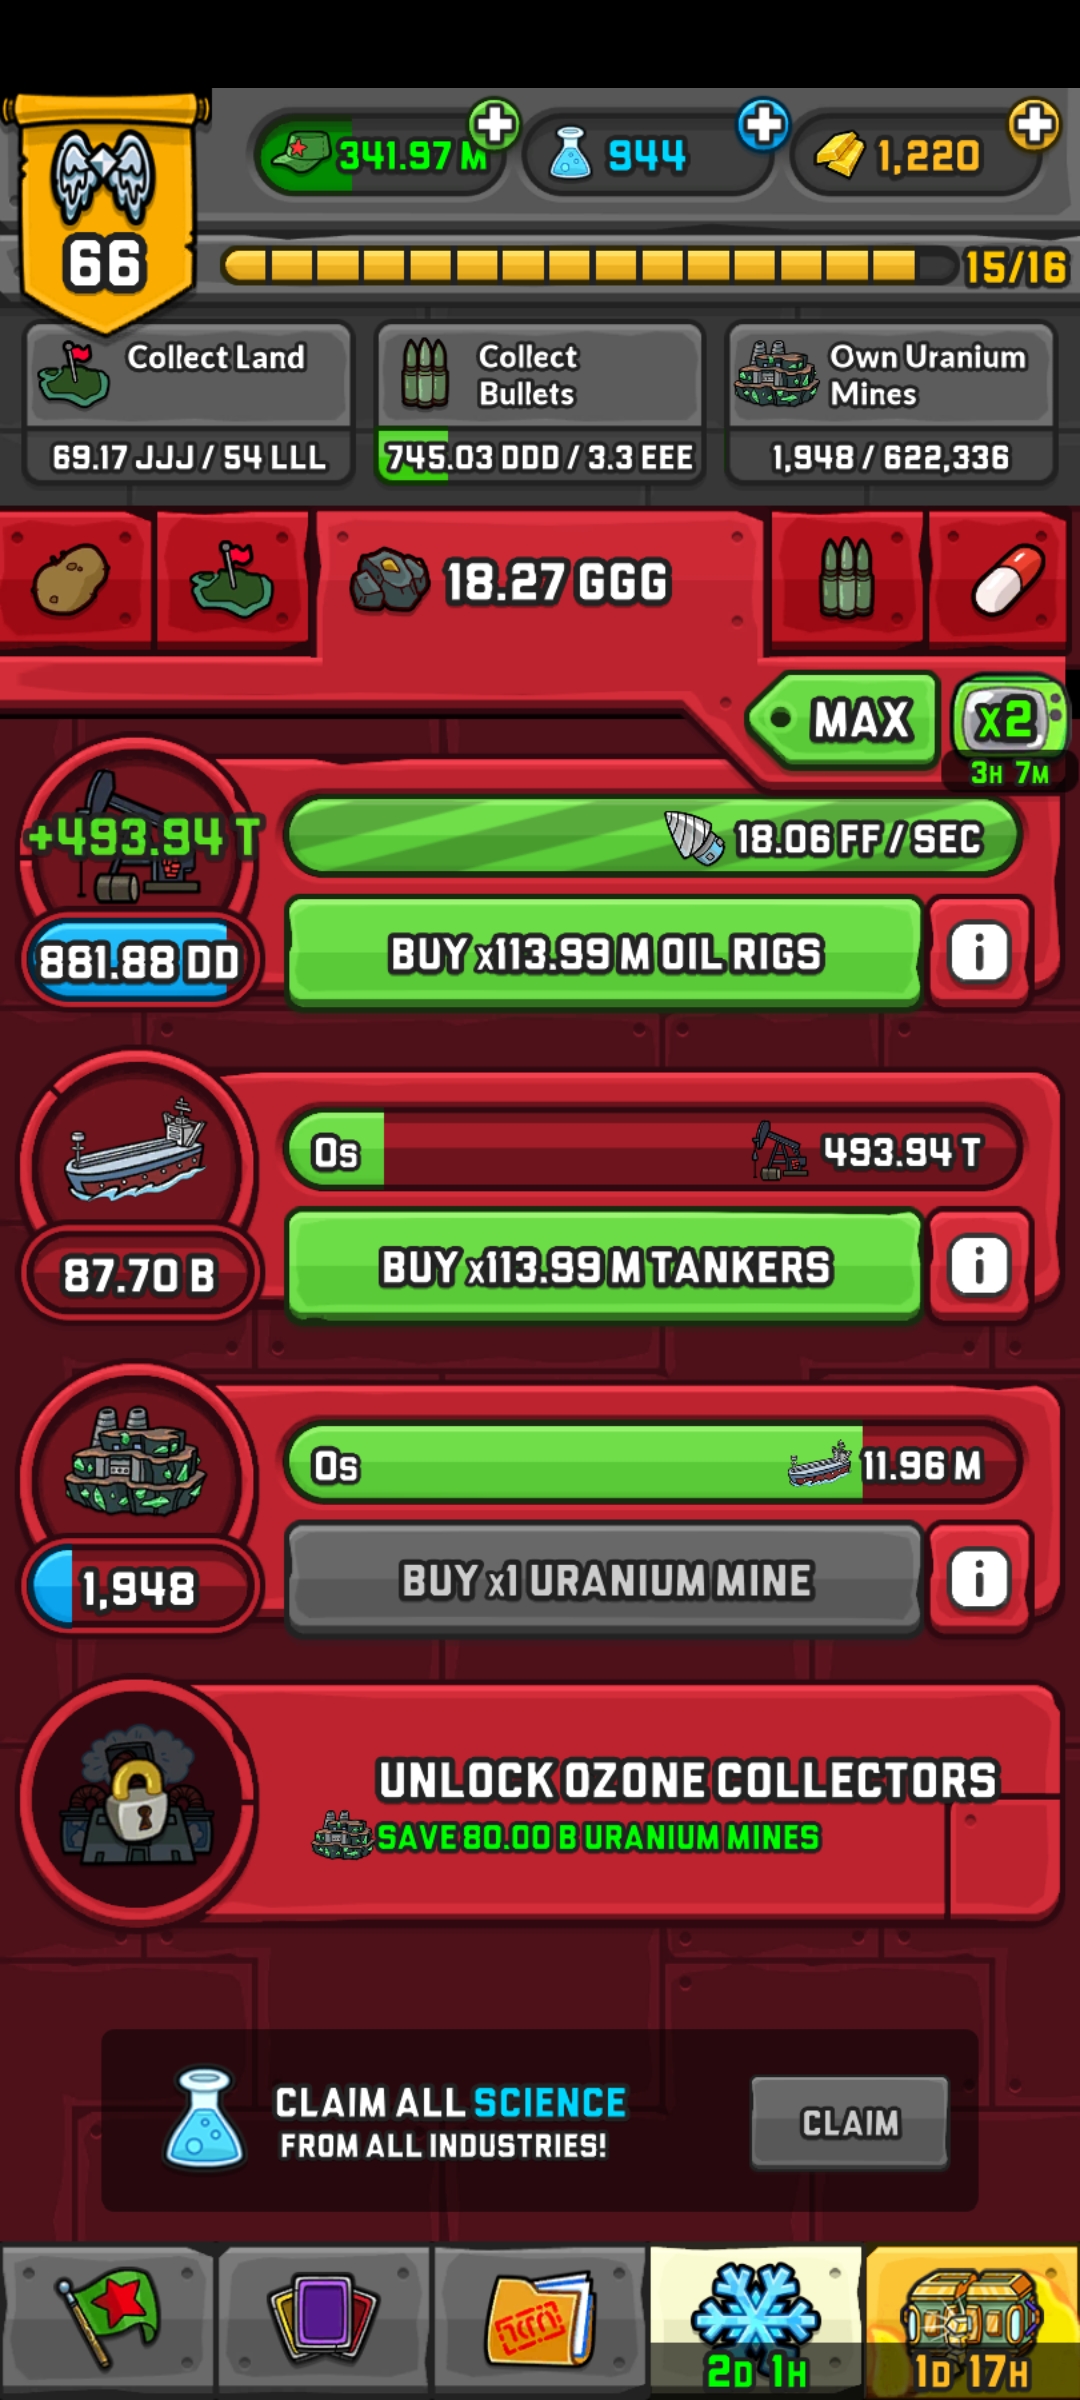 341.97 M
944
1,220
66
15/16
Collect Land
69.17 JJJ / 54 LLL
Collect
Bullets
745.03 DDD / 3.3 EEE
Own Uranium
Mines
1,948 / 622,336
18.27 GGG
MAX
x2
3H 7M
+493.94 T
18.06 FF / SEC
881.88 DD
BUY x113.99 M OIL RIGS
i
0s
493.94 T
87.70 B
BUY x113.99 M TANKERS
i
0s
11.96 M
1,948
BUY x1 URANIUM MINE
i
UNLOCK OZONE COLLECTORS
SAVE 80.00 B URANIUM MINES
CLAIM ALL SCIENCE
FROM ALL INDUSTRIES!
CLAIM
2D 1H
1D 17H